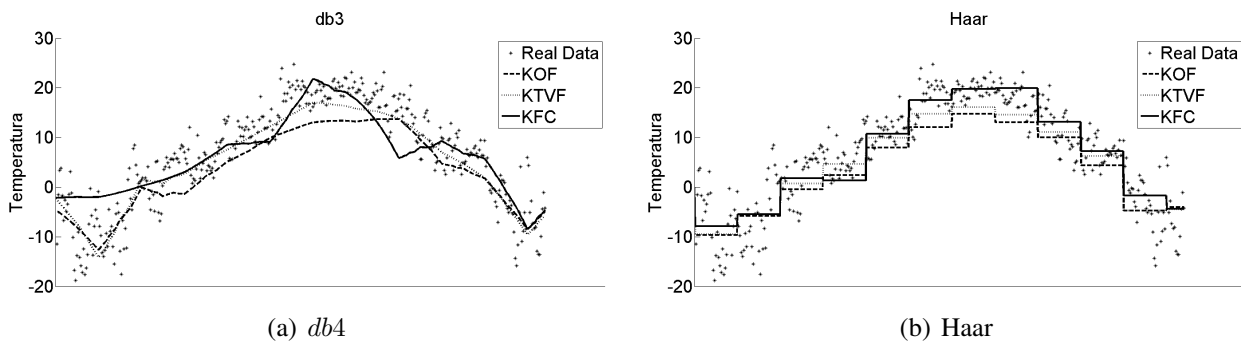 db3
30
20
10
0
-10
-20
Temperatura
Real Data
KOF
KTVF
KFC
(a) db4
Haar
30
20
10
0
-10
-20
Temperatura
Real Data
KOF
KTVF
KFC
(b) Haar